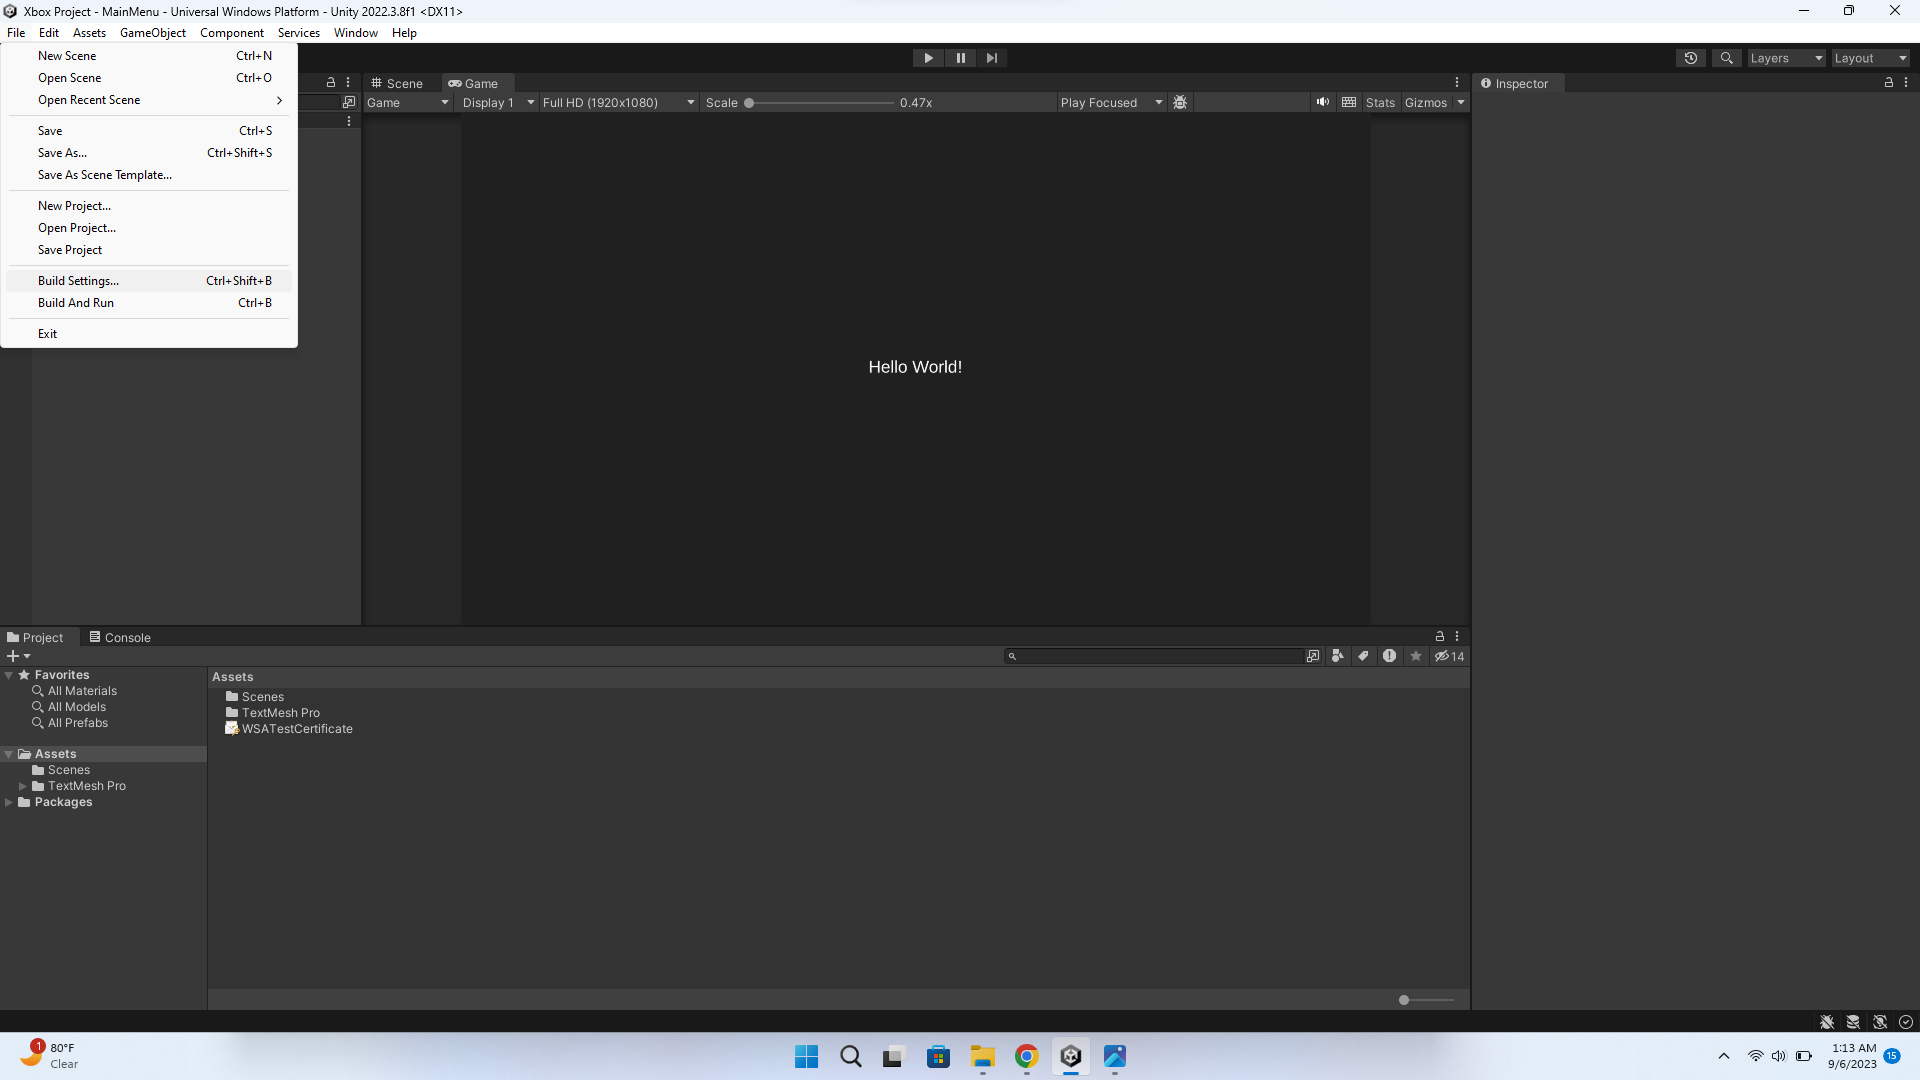 Xbox Project - MainMenu - Universal Windows Platform - Unity 2022.3.8f1 <DX11>
File Edit Assets GameObject Component Services Window Help
New Scene Ctrl+N
Open Scene Ctrl+O
Open Recent Scene
Save Ctrl+S
Save As... Ctrl+Shift+S
Save As Scene Template...
New Project...
Open Project...
Save Project
Build Settings... Ctrl+Shift+B
Build And Run Ctrl+B
Exit
Layers Layout
Scene Game
Game Display 1 Full HD (1920x1080) Scale 0.47x Play Focused Stats Gizmos
Hello World!
Inspector
Project Console
14
Favorites
All Materials
All Models
All Prefabs
Assets
Scenes
TextMesh Pro
Packages
Assets
Scenes
TextMesh Pro
WSATestCertificate
1
80°F
Clear
1:13 AM
9/6/2023
15